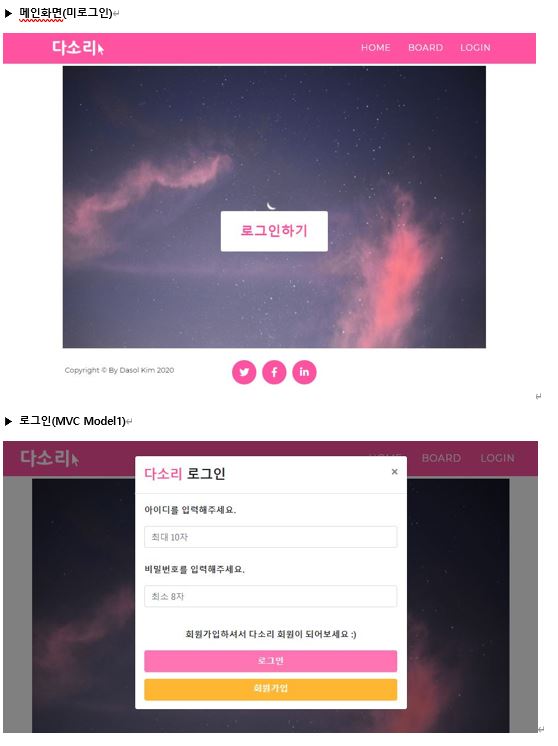 ▶ 메인화면(미로그인)
다소리
HOME BOARD LOGIN
로그인하기
Copyright © By Dasol Kim 2020
▶ 로그인(MVC Model1)
다소리
HOME BOARD LOGIN
다소리 로그인 ×
아이디를 입력해주세요.
최대 10자
비밀번호를 입력해주세요.
최소 8자
회원가입하셔서 다소리 회원이 되어보세요 :)
로그인
회원가입